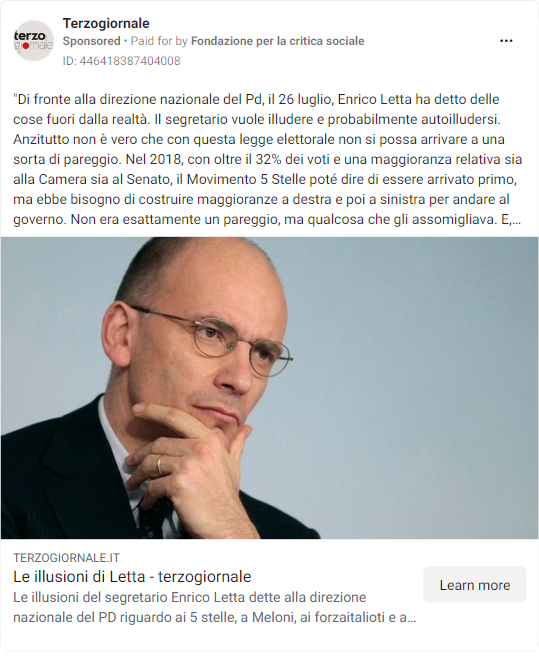 terzo
giornale
Terzogiornale
Sponsored • Paid for by Fondazione per la critica sociale
ID: 446418387404008
"Di fronte alla direzione nazionale del Pd, il 26 luglio, Enrico Letta ha detto delle
cose fuori dalla realtà. Il segretario vuole illudere e probabilmente autoilludersi.
Anzitutto non è vero che con questa legge elettorale non si possa arrivare a una
sorta di pareggio. Nel 2018, con oltre il 32% dei voti e una maggioranza relativa sia
alla Camera sia al Senato, il Movimento 5 Stelle poté dire di essere arrivato primo,
ma ebbe bisogno di costruire maggioranze a destra e poi a sinistra per andare al
governo. Non era esattamente un pareggio, ma qualcosa che gli assomigliava. E,...
TERZOGIORNALE.IT
Le illusioni di Letta - terzogiornale
Le illusioni del segretario Enrico Letta dette alla direzione
nazionale del PD riguardo ai 5 stelle, a Meloni, ai forzaitalioti e a...
Learn more